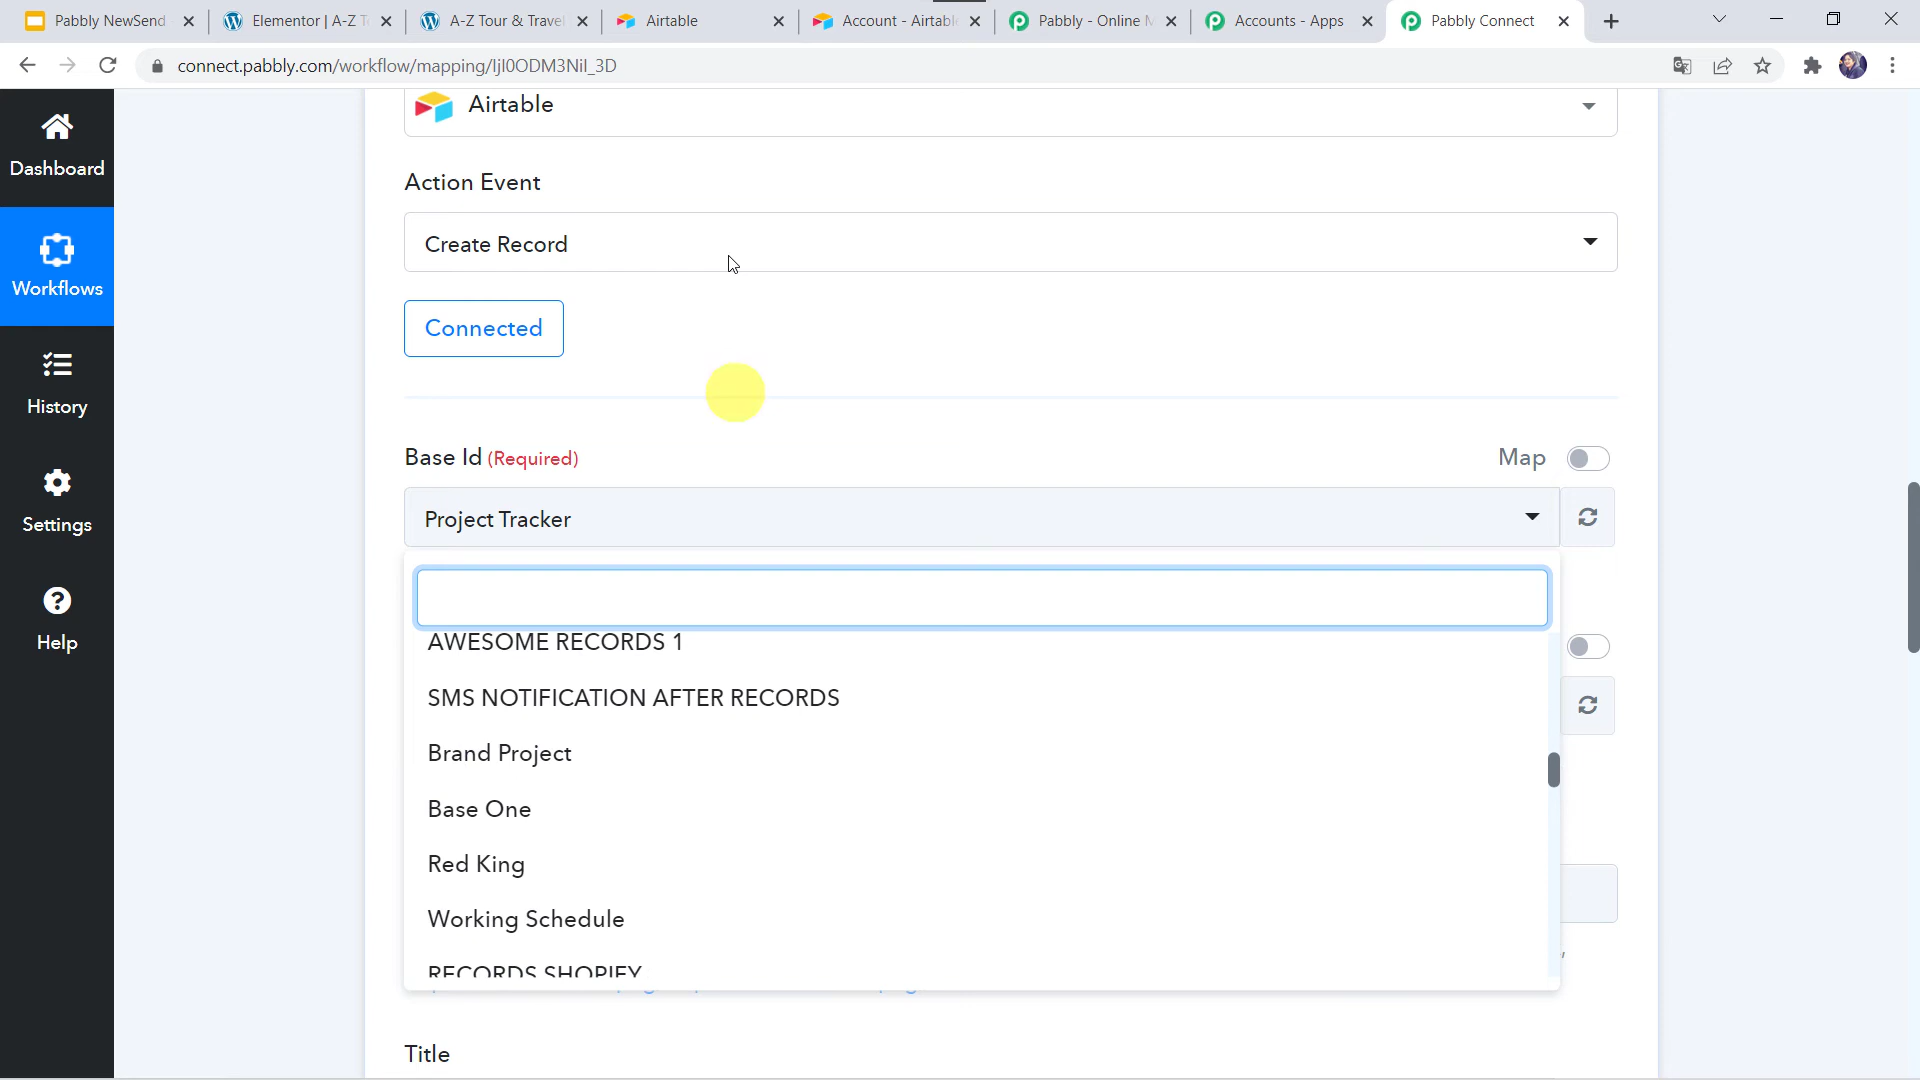 Pabbly NewSend
Elementor | A-Z T
A-Z Tour & Travel
Airtable
Account - Airtabl
Pabbly - Online M
Accounts - Apps
Pabbly Connect
connect.pabbly.com/workflow/mapping/IjI0ODM3NiI_3D
Dashboard
Workflows
History
Settings
Help
Airtable
Action Event
Create Record
Connected
Base Id (Required)
Map
Project Tracker
AWESOME RECORDS 1
SMS NOTIFICATION AFTER RECORDS
Brand Project
Base One
Red King
Working Schedule
RECORDS SHOPIFY
Title